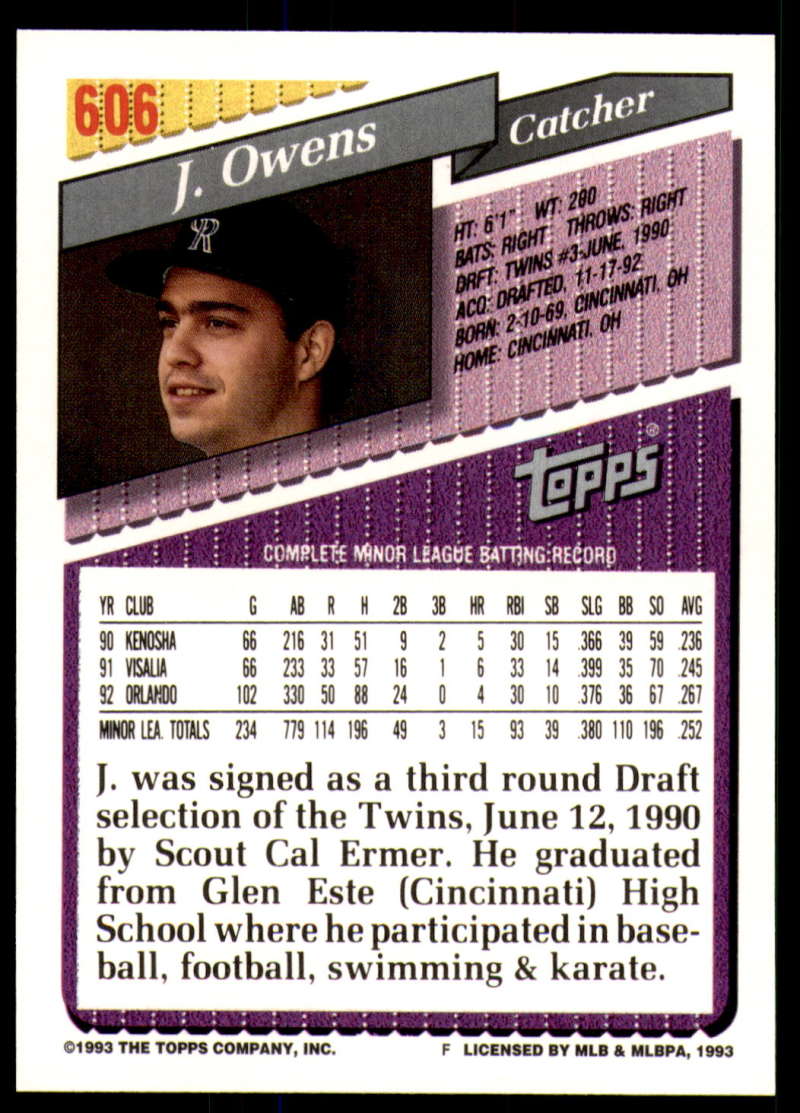 606
J. Owens
Catcher
HT: 6'1" WT: 280
BATS: RIGHT THROWS: RIGHT
DRFT: TWINS #3-JUNE, 1990
ACQ: DRAFTED, 11-17-92
BORN: 2-10-69, CINCINNATI, OH
HOME: CINCINNATI, OH
CR
TOPPS®
COMPLETE MINOR LEAGUE BATTING RECORD
YR CLUB G AB R H 2B 3B HR RBI SB SLG BB SO AVG
90 KENOSHA 66 216 31 51 9 2 5 30 15 .366 39 59 .236
91 VISALIA 66 233 33 57 16 1 6 33 14 .399 35 70 .245
92 ORLANDO 102 330 50 88 24 0 4 30 10 .376 36 67 .267
MINOR LEA. TOTALS 234 779 114 196 49 3 15 93 39 .380 110 196 .252
J. was signed as a third round Draft
selection of the Twins, June 12, 1990
by Scout Cal Ermer. He graduated
from Glen Este (Cincinnati) High
School where he participated in base-
ball, football, swimming & karate.
©1993 THE TOPPS COMPANY, INC. F LICENSED BY MLB & MLBPA, 1993